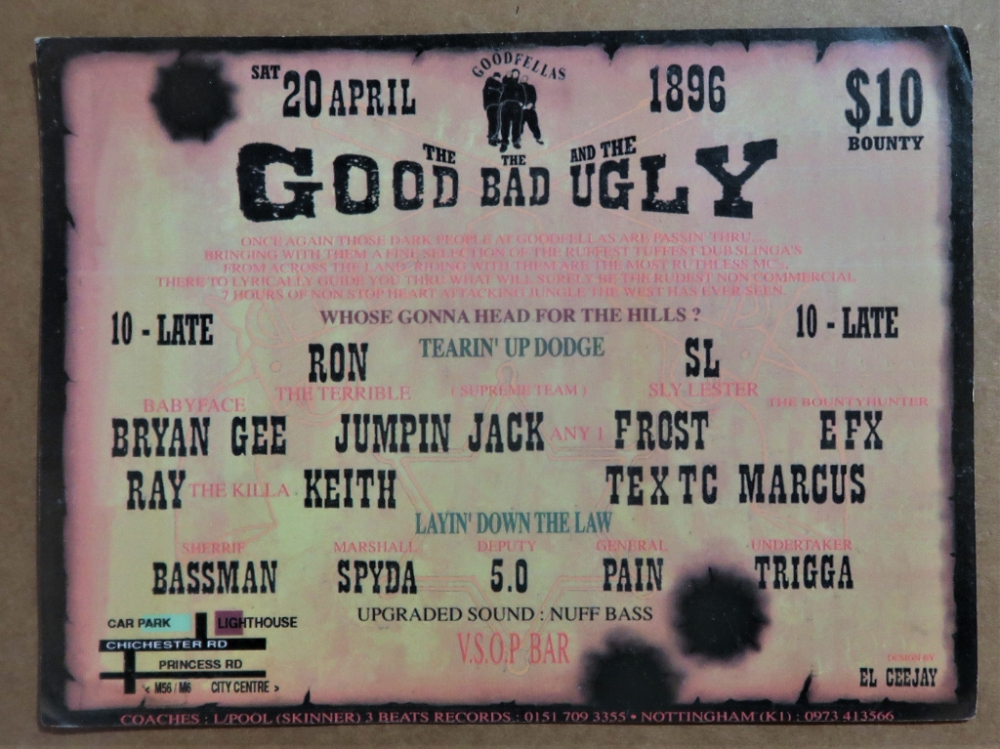 GOODFELLAS
SAT 20 APRIL 1896 $10
BOUNTY
THE GOOD THE BAD AND THE UGLY
ONCE AGAIN THOSE DARK PEOPLE AT GOODFELLAS ARE PASSIN' THRU...
BRINGING WITH THEM A FINE SELECTION OF THE RUFFEST TUFFEST DUB SLINGA'S
FROM ACROSS THE LAND. RIDING WITH THEM ARE THE MOST RUTHLESS MC'S
THERE TO LYRICALLY GUIDE YOU THRU WHAT WILL SURELY BE THE RUDEST NON COMMERCIAL
7 HOURS OF NON STOP HEART ATTACKING JUNGLE THE WEST HAS EVER SEEN.
WHOSE GONNA HEAD FOR THE HILLS ?
10 - LATE 10 - LATE
TEARIN' UP DODGE
RON SL
THE TERRIBLE ( SUPREME TEAM ) SLY LESTER
BABYFACE THE BOUNTYHUNTER
BRYAN GEE JUMPIN JACK ANY 1 FROST EFX
RAY THE KILLA KEITH TEX TC MARCUS
LAYIN' DOWN THE LAW
SHERRIF MARSHALL DEPUTY GENERAL UNDERTAKER
BASSMAN SPYDA 5.0 PAIN TRIGGA
UPGRADED SOUND : NUFF BASS
V.S.O.P BAR
CAR PARK LIGHTHOUSE
CHICHESTER RD
PRINCESS RD
< M56 / M6 CITY CENTRE >
DESIGN BY
EL CEEJAY
COACHES : L/POOL (SKINNER) 3 BEATS RECORDS : 0151 709 3355 • NOTTINGHAM (K1) : 0973 413566